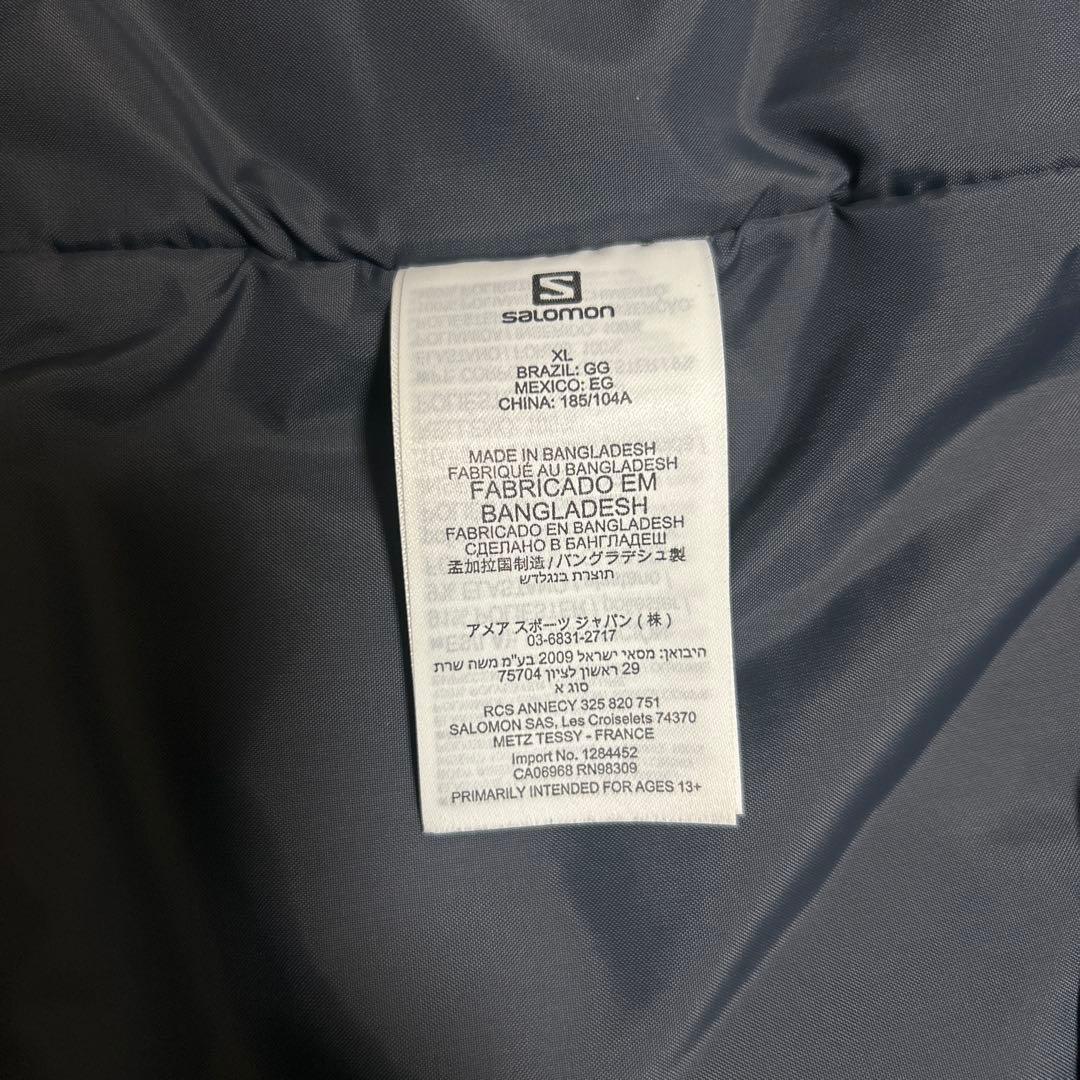 S
salomon
XL
BRAZIL: GG
MEXICO: EG
CHINA: 185/104A
MADE IN BANGLADESH
FABRIQUÉ AU BANGLADESH
FABRICADO EM
BANGLADESH
FABRICADO EN BANGLADESH
СДЕЛАНО В БАНГЛАДЕШ
孟加拉国制造 / バングラデシュ製
תוצרת בנגלדש
アメア スポーツ ジャパン ( 株 )
03-6831-2717
היבואן: מסאי ישראל 2009 בע"מ משה שרת
29 ראשון לציון 75704
סוג א
RCS ANNECY 325 820 751
SALOMON SAS, Les Croiselets 74370
METZ TESSY - FRANCE
Import No. 1284452
CA06968 RN98309
PRIMARILY INTENDED FOR AGES 13+